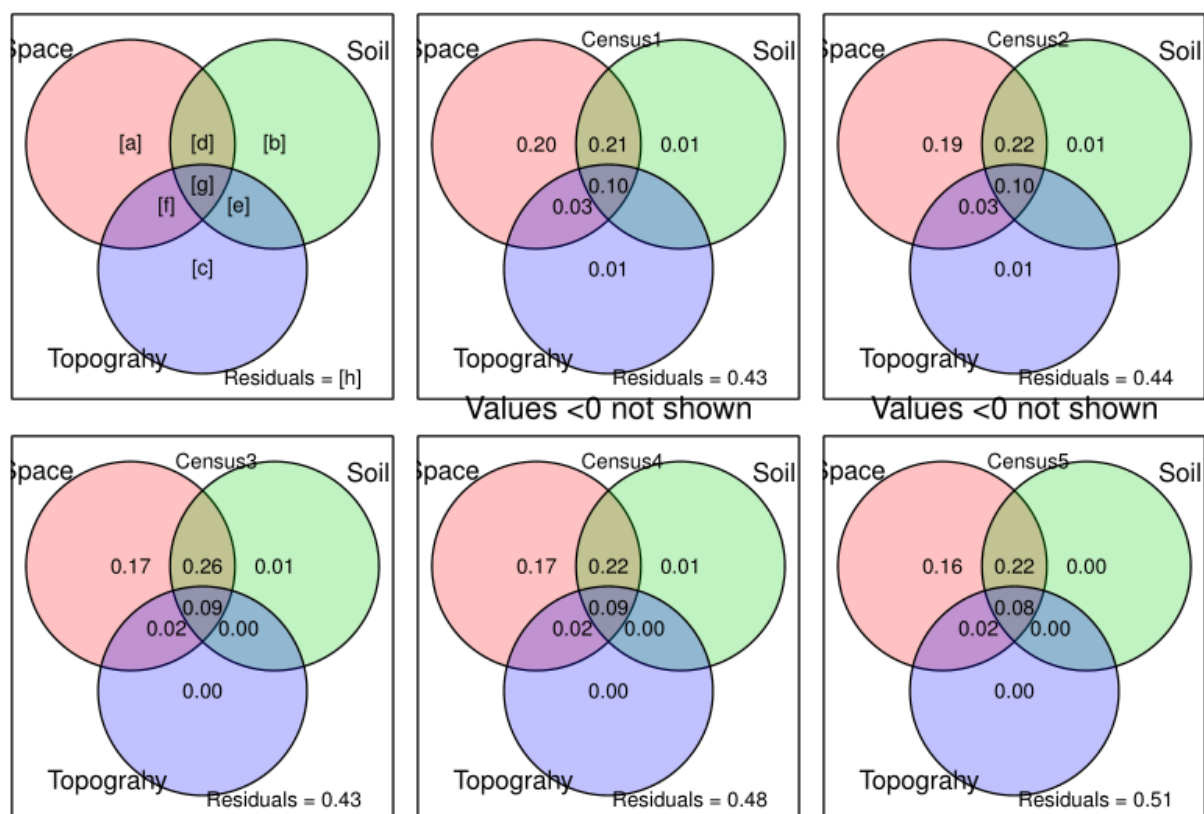 Space
Soil
[a]
[d]
[b]
[g]
[f]
[e]
[c]
Topograhy
Residuals = [h]
Census1
Space
Soil
0.20
0.21
0.01
0.10
0.03
0.01
Topograhy
Residuals = 0.43
Values <0 not shown
Census2
Space
Soil
0.19
0.22
0.01
0.10
0.03
0.01
Topograhy
Residuals = 0.44
Values <0 not shown
Census3
Space
Soil
0.17
0.26
0.01
0.09
0.02
0.00
0.00
Topograhy
Residuals = 0.43
Census4
Space
Soil
0.17
0.22
0.01
0.09
0.02
0.00
0.00
Topograhy
Residuals = 0.48
Census5
Space
Soil
0.16
0.22
0.00
0.08
0.02
0.00
0.00
Topograhy
Residuals = 0.51